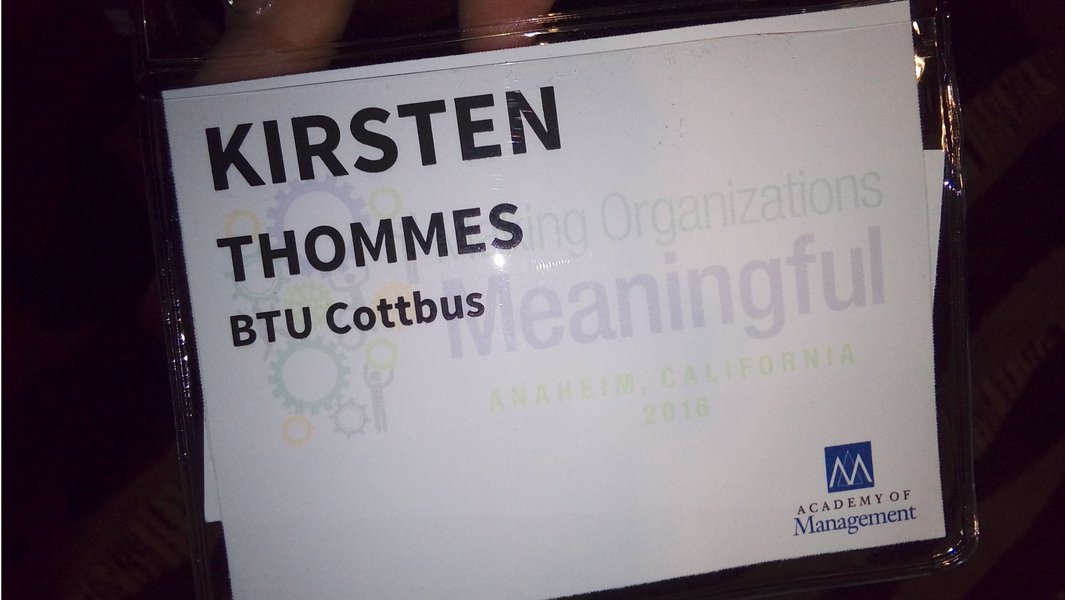 KIRSTEN
THOMMES
BTU Cottbus
Organizations
Meaningful
ANAHEIM, CALIFORNIA
2016
ACADEMY OF
Management